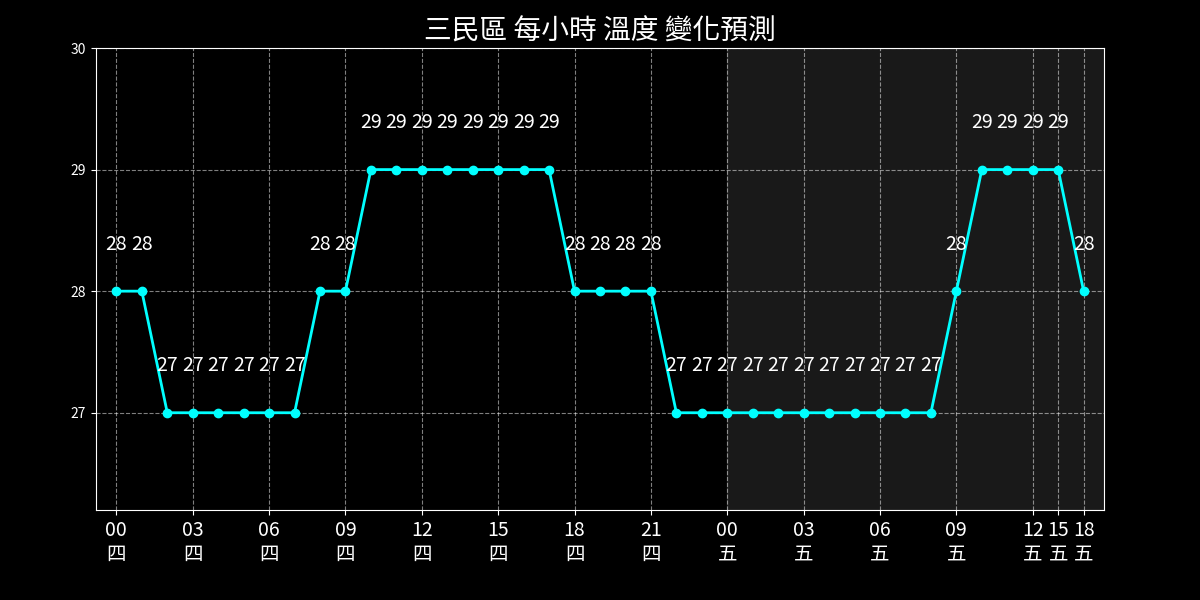 三民區 每小時 溫度 變化預測
30
29 29 29 29 29 29 29 29 29 29 29 29
29
28 28 28 28 28 28 28 28 28 28
28
27 27 27 27 27 27 27 27 27 27 27 27 27 27 27 27 27
27
00 03 06 09 12 15 18 21 00 03 06 09 12 15 18
四 四 四 四 四 四 四 四 五 五 五 五 五 五 五